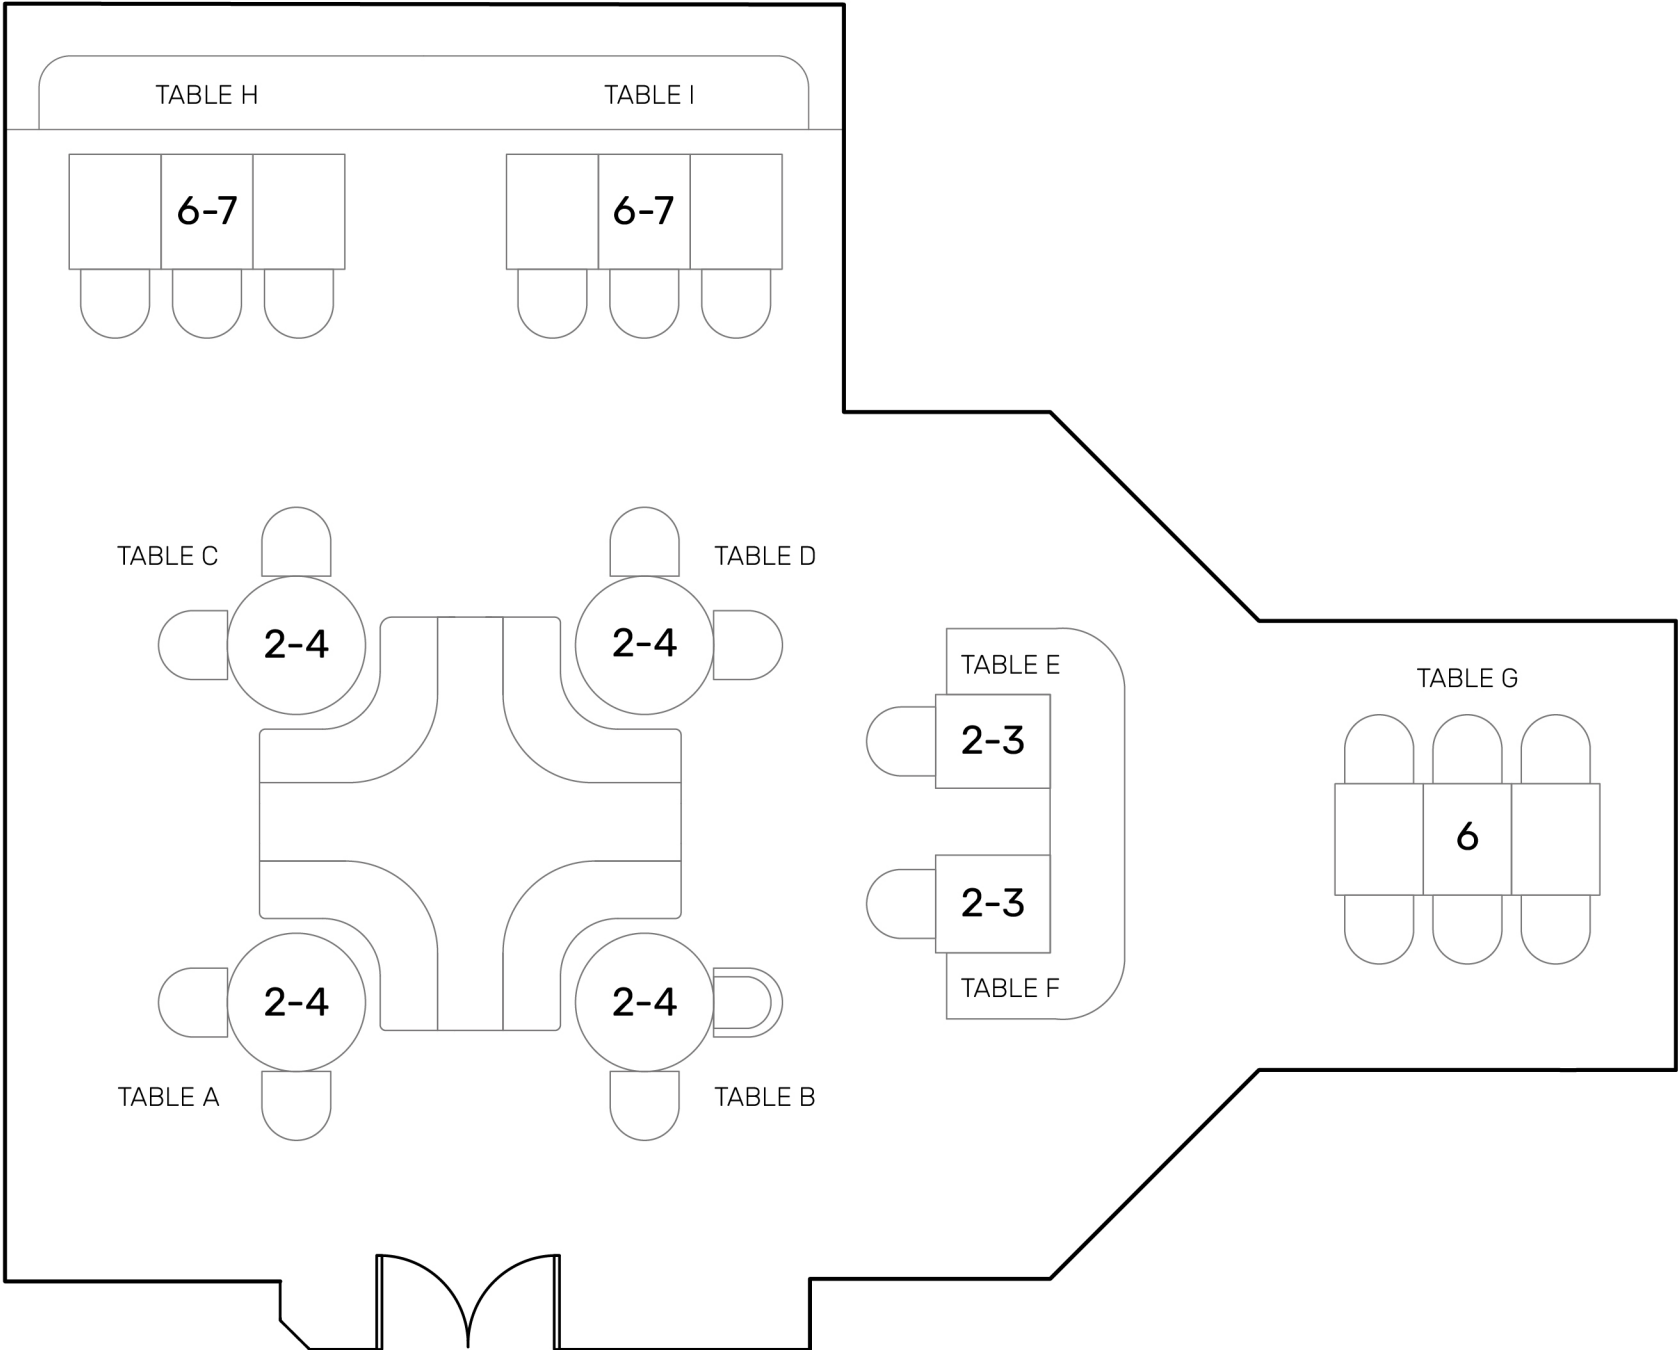 TABLE H
TABLE I
6-7
6-7
TABLE C
TABLE D
2-4
2-4
TABLE E
TABLE G
2-3
6
2-3
TABLE F
2-4
2-4
TABLE A
TABLE B